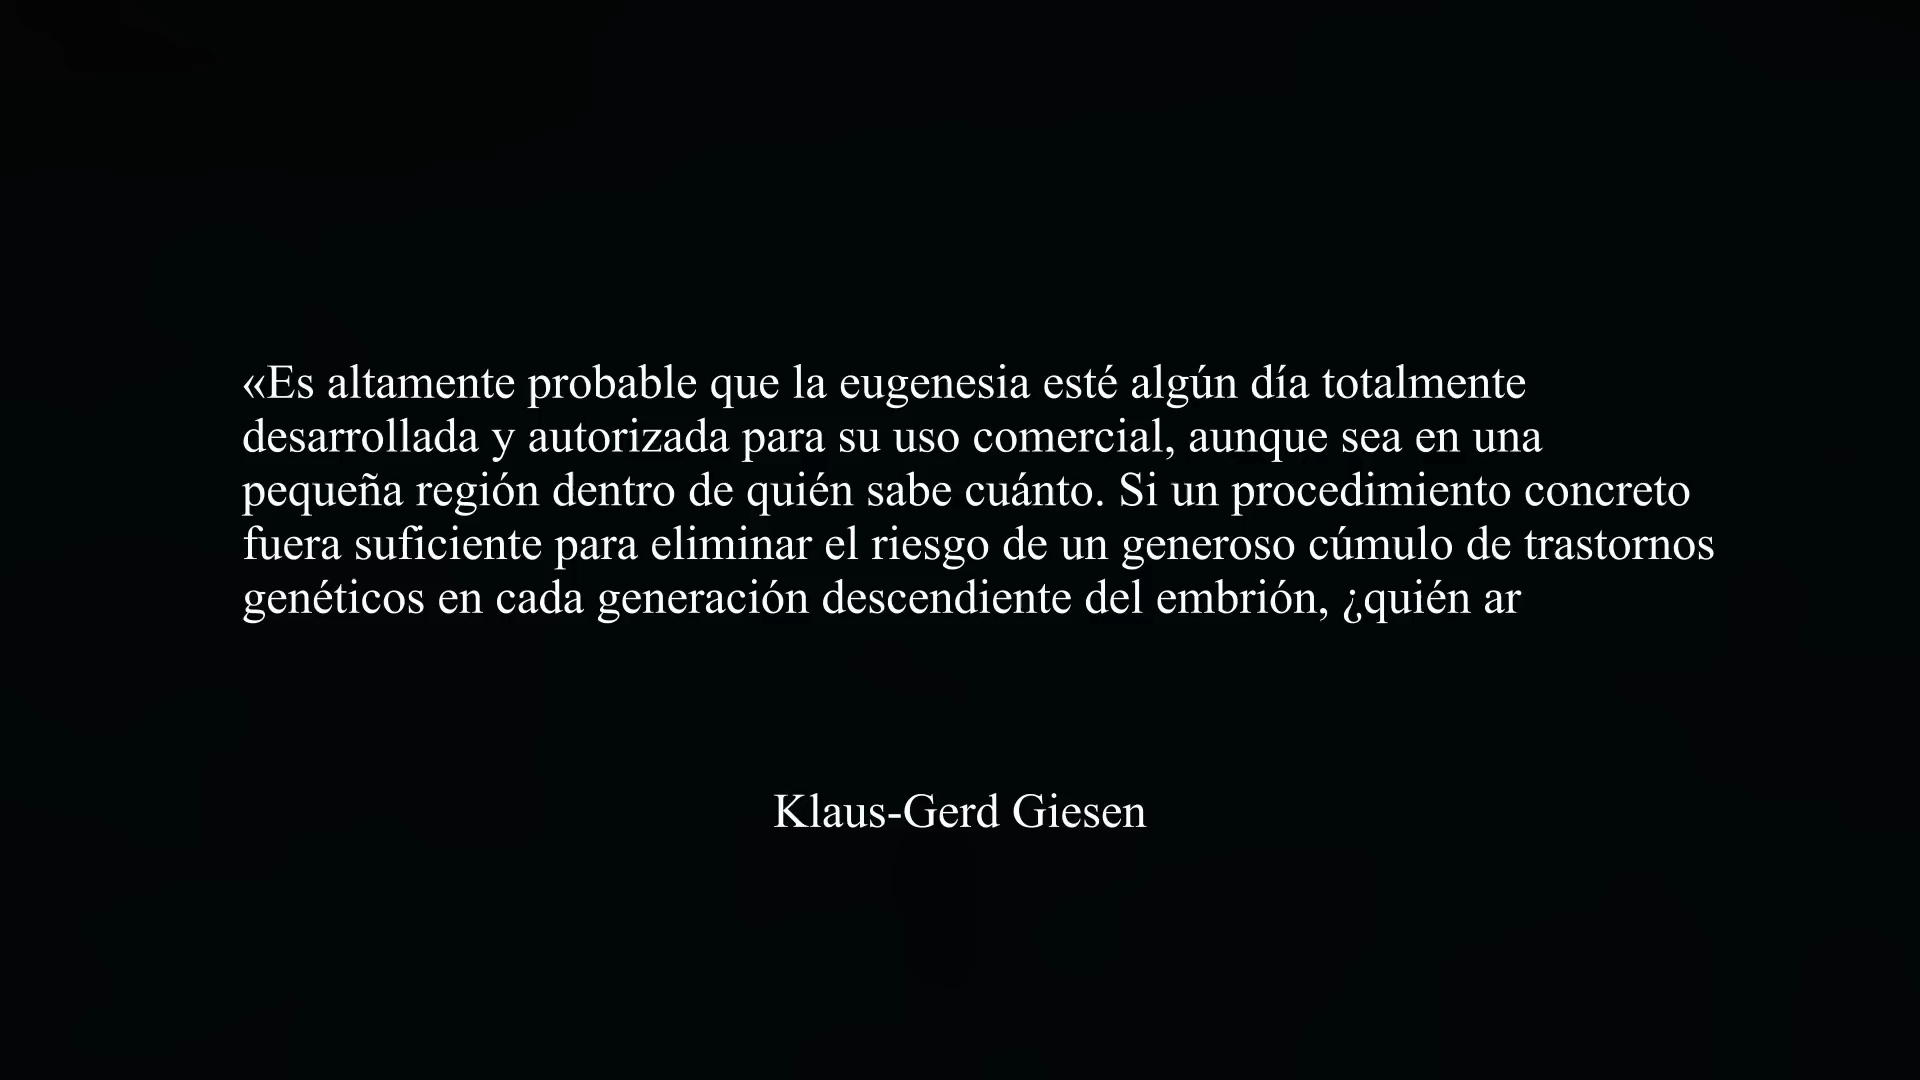 «Es altamente probable que la eugenesia esté algún día totalmente
desarrollada y autorizada para su uso comercial, aunque sea en una
pequeña región dentro de quién sabe cuánto. Si un procedimiento concreto
fuera suficiente para eliminar el riesgo de un generoso cúmulo de trastornos
genéticos en cada generación descendiente del embrión, ¿quién ar
Klaus-Gerd Giesen